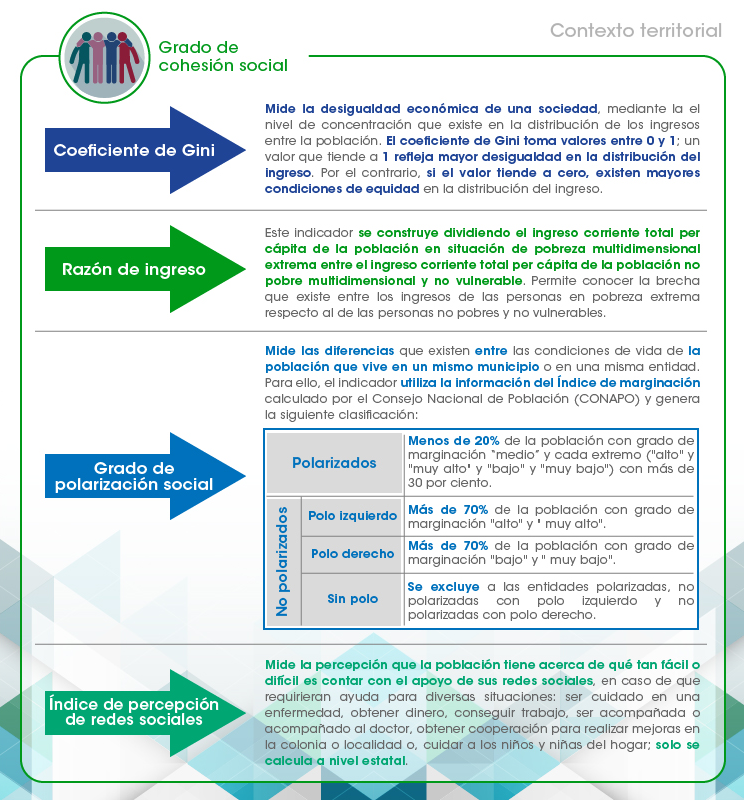 Contexto territorial
Grado de
cohesión social
Coeficiente de Gini
Mide la desigualdad económica de una sociedad, mediante la el
nivel de concentración que existe en la distribución de los ingresos
entre la población. El coeficiente de Gini toma valores entre 0 y 1; un
valor que tiende a 1 refleja mayor desigualdad en la distribución del
ingreso. Por el contrario, si el valor tiende a cero, existen mayores
condiciones de equidad en la distribución del ingreso.
Razón de ingreso
Este indicador se construye dividiendo el ingreso corriente total per
cápita de la población en situación de pobreza multidimensional
extrema entre el ingreso corriente total per cápita de la población no
pobre multidimensional y no vulnerable. Permite conocer la brecha
que existe entre los ingresos de las personas en pobreza extrema
respecto al de las personas no pobres y no vulnerables.
Grado de
polarización social
Mide las diferencias que existen entre las condiciones de vida de la
población que vive en un mismo municipio o en una misma entidad.
Para ello, el indicador utiliza la información del Índice de marginación
calculado por el Consejo Nacional de Población (CONAPO) y genera
la siguiente clasificación:
Polarizados
Menos de 20% de la población con grado de
marginación "medio" y cada extremo ("alto" y
"muy alto" y "bajo" y "muy bajo") con más de
30 por ciento.
No polarizados
Polo izquierdo
Más de 70% de la población con grado de
marginación "alto" y " muy alto".
Polo derecho
Más de 70% de la población con grado de
marginación "bajo" y " muy bajo".
Sin polo
Se excluye a las entidades polarizadas, no
polarizadas con polo izquierdo y no
polarizadas con polo derecho.
Índice de percepción
de redes sociales
Mide la percepción que la población tiene acerca de qué tan fácil o
difícil es contar con el apoyo de sus redes sociales, en caso de que
requirieran ayuda para diversas situaciones: ser cuidado en una
enfermedad, obtener dinero, conseguir trabajo, ser acompañada o
acompañado al doctor, obtener cooperación para realizar mejoras en
la colonia o localidad o, cuidar a los niños y niñas del hogar; solo se
calcula a nivel estatal.